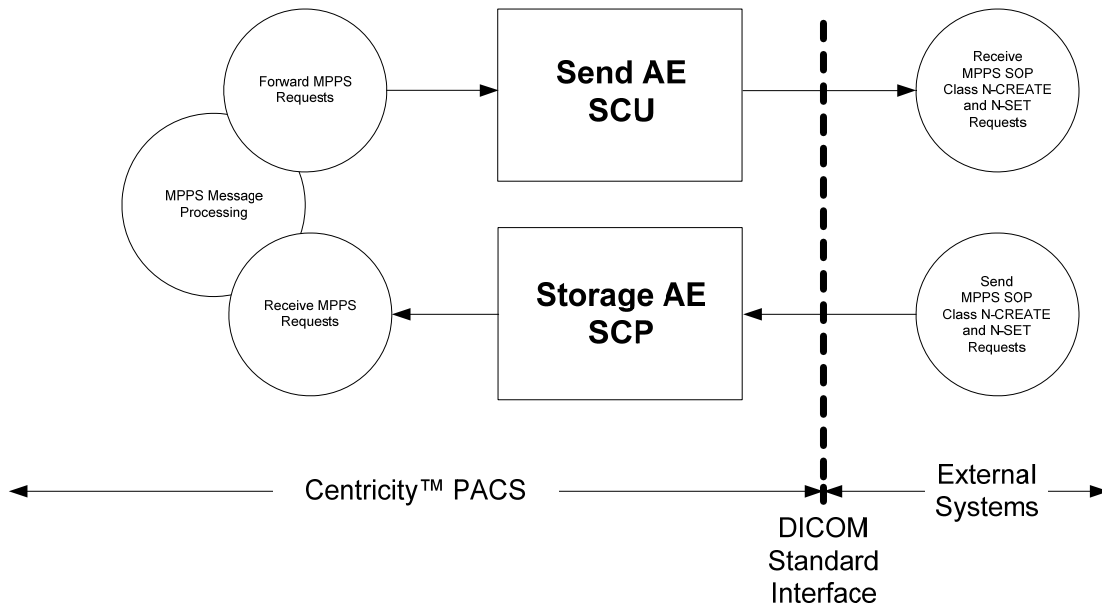 Forward MPPS
Requests
Send AE
SCU
Receive
MPPS SOP
Class N-CREATE
and N-SET
Requests
MPPS Message
Processing
Receive MPPS
Requests
Storage AE
SCP
Send
MPPS SOP
Class N-CREATE
and N-SET
Requests
Centricity™ PACS
External
Systems
DICOM
Standard
Interface